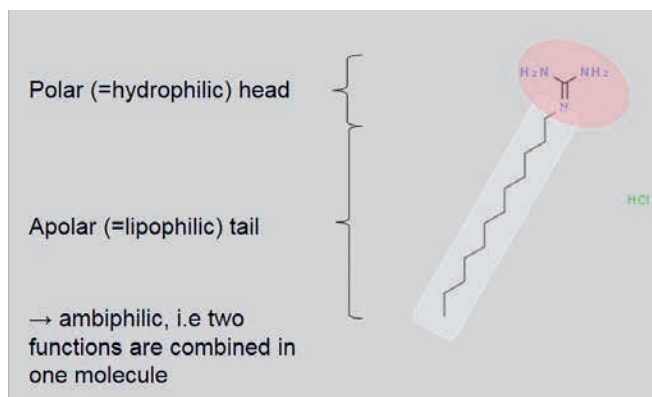 Polar (=hydrophilic) head
H₂N
NH₂
N
Apolar (=lipophilic) tail
HCl
→ ambiphilic, i.e two
functions are combined in
one molecule